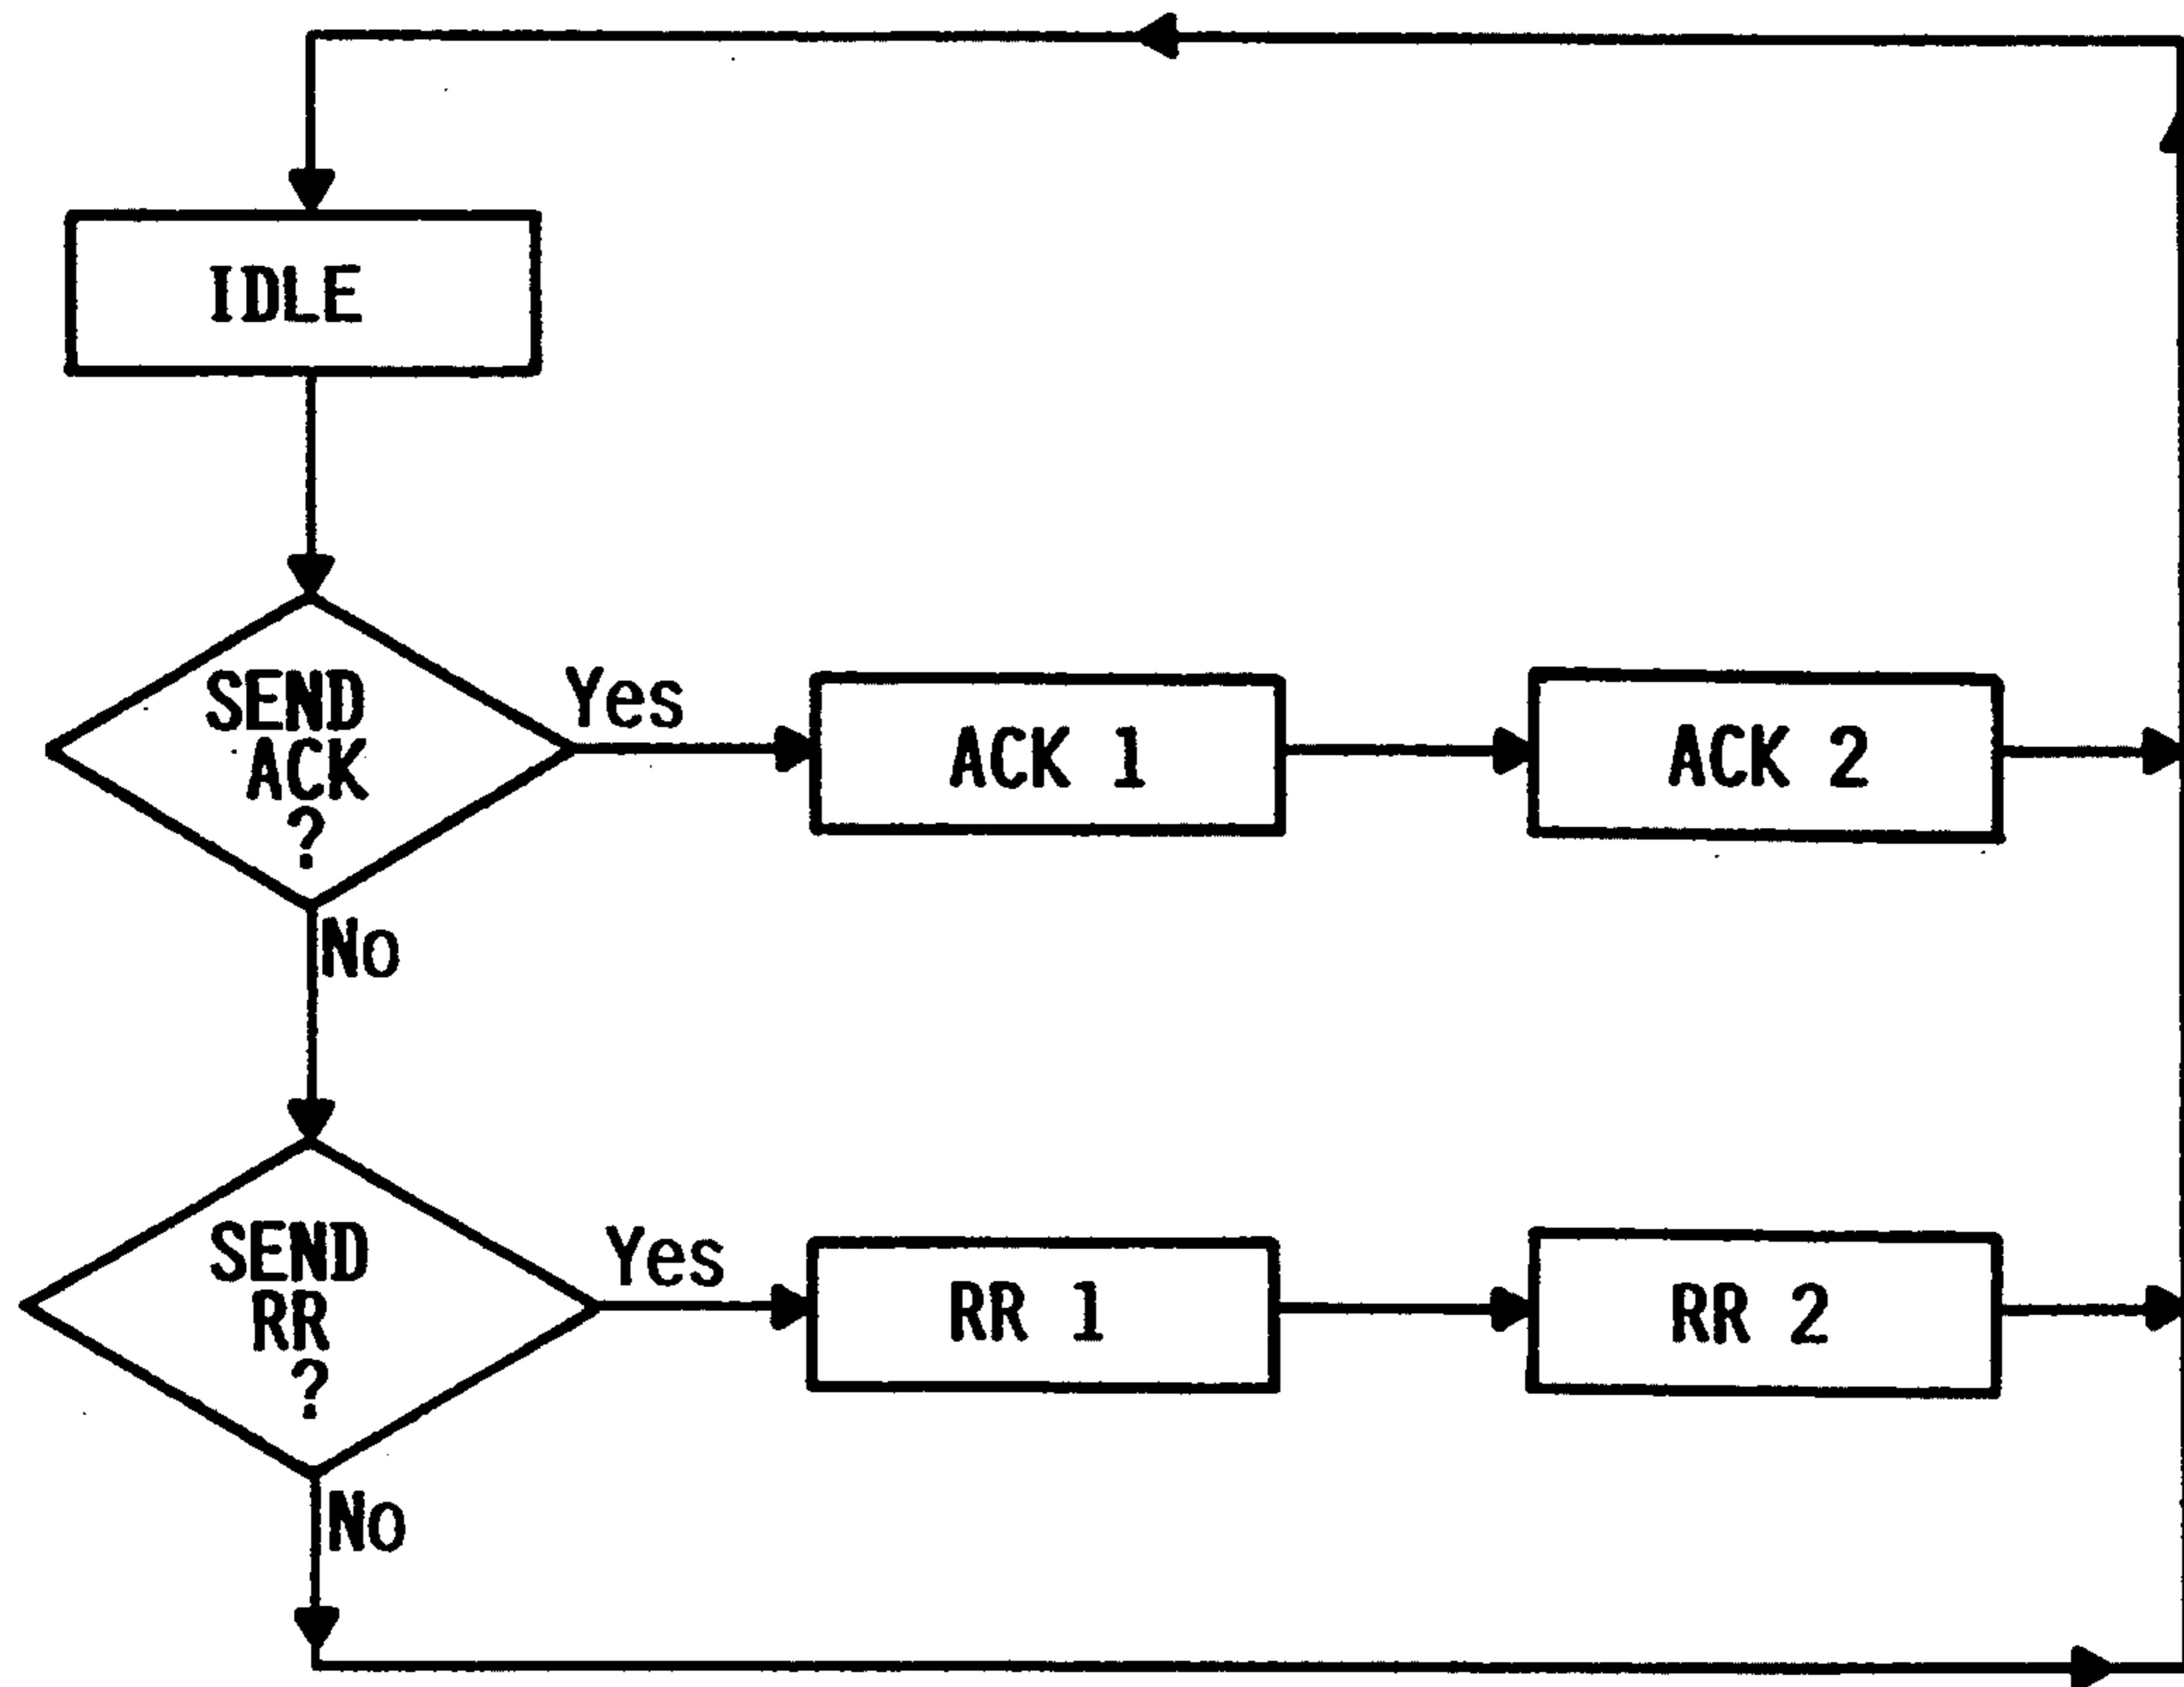 IDLE
SEND
ACK
?
Yes
ACK 1
ACK 2
No
SEND
RR
?
Yes
RR 1
RR 2
No